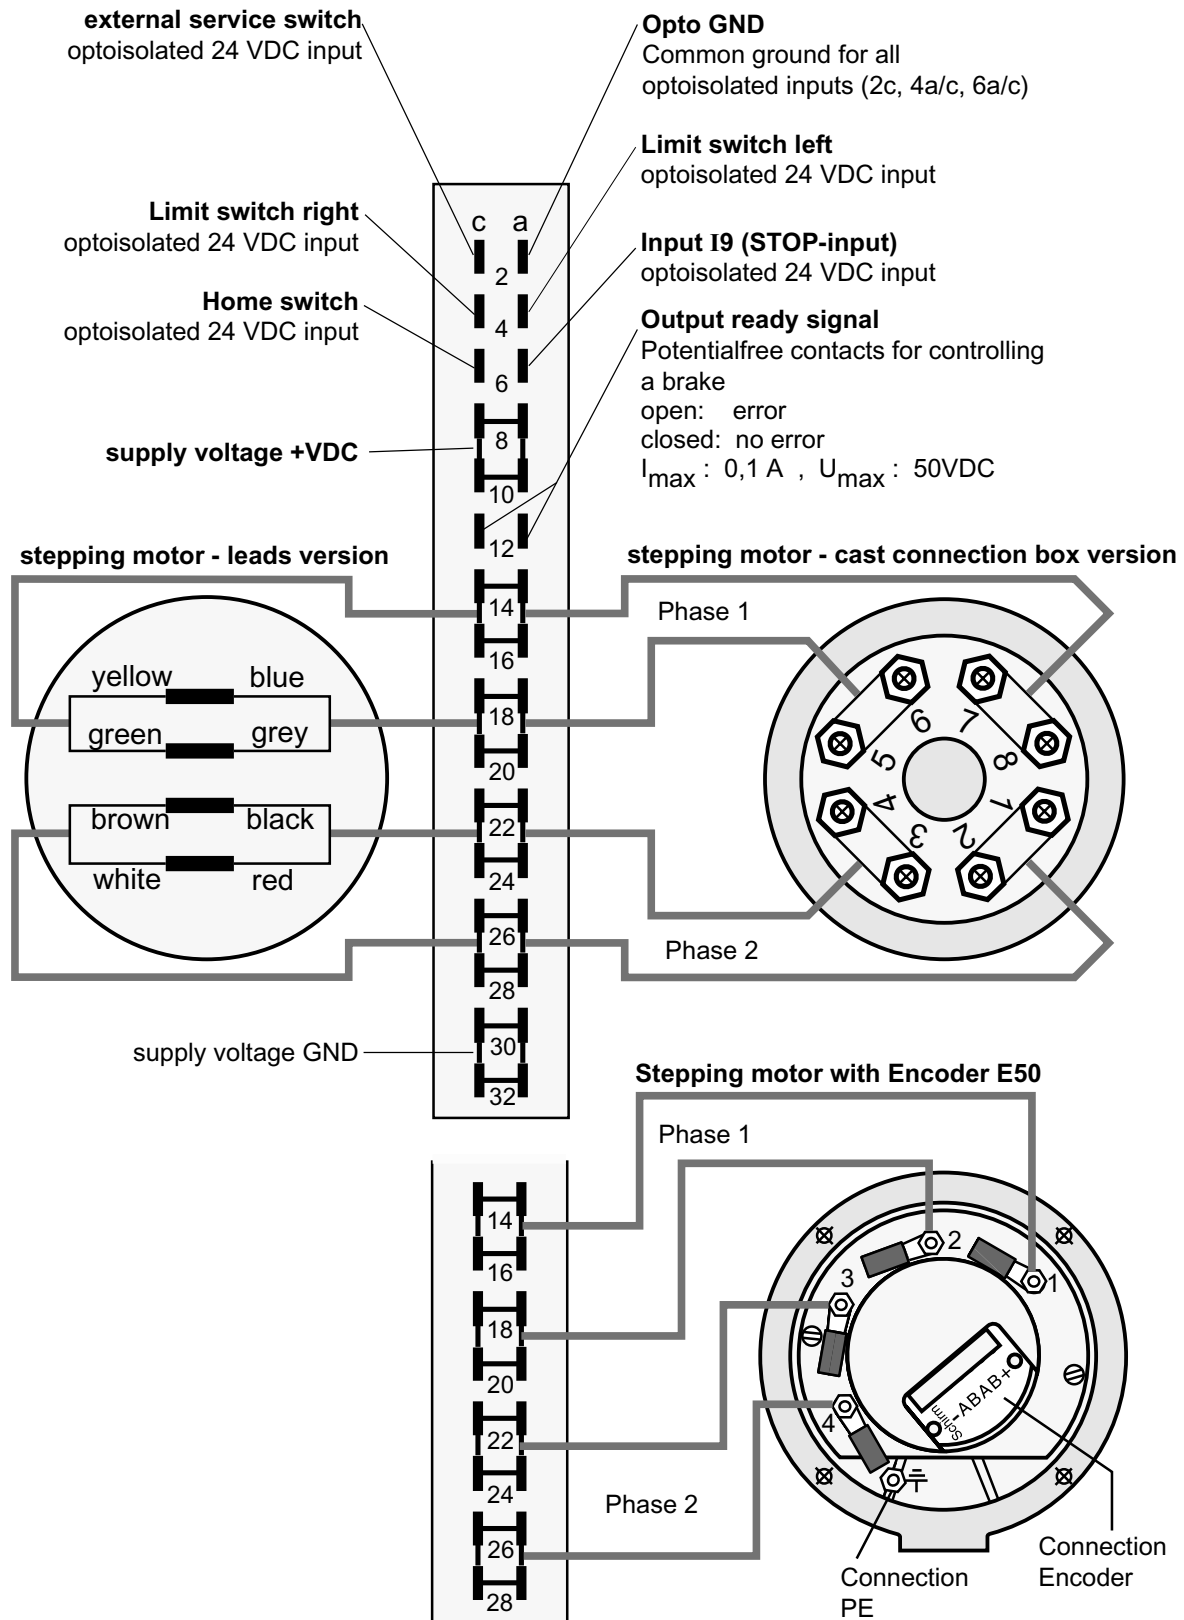 external service switch
optoisolated 24 VDC input
Opto GND
Common ground for all
optoisolated inputs (2c, 4a/c, 6a/c)
Limit switch left
optoisolated 24 VDC input
Limit switch right
optoisolated 24 VDC input
Input I9 (STOP-input)
optoisolated 24 VDC input
Home switch
optoisolated 24 VDC input
Output ready signal
Potentialfree contacts for controlling
a brake
open: error
closed: no error
Imax : 0,1 A , Umax : 50VDC
supply voltage +VDC
c a
2
4
6
8
10
12
14
16
18
20
22
24
26
28
30
32
stepping motor - leads version
yellow blue
green grey
brown black
white red
stepping motor - cast connection box version
Phase 1
6 7
5 8
4 1
3 2
Phase 2
supply voltage GND
Stepping motor with Encoder E50
Phase 1
14
16
18
20
22
24
26
28
2
1
3
4
Schirm
-ABAB+
Phase 2
Connection
PE
Connection
Encoder